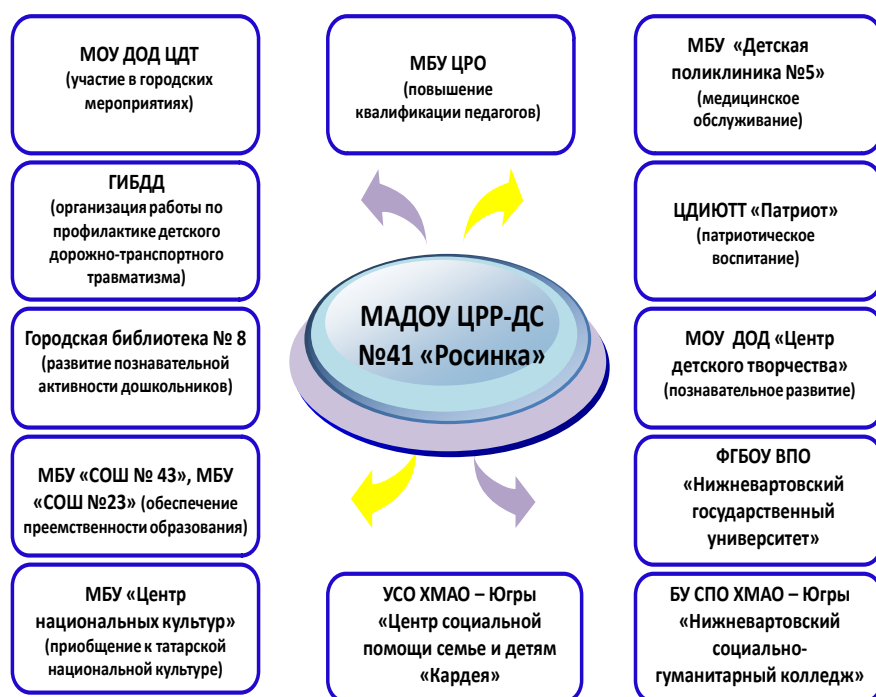 МОУ ДОД ЦДТ
(участие в городских
мероприятиях)
МБУ ЦРО
(повышение
квалификации педагогов)
МБУ «Детская
поликлиника №5»
(медицинское
обслуживание)
ГИБДД
(организация работы по
профилактике детского
дорожно-транспортного
травматизма)
ЦДИЮТТ «Патриот»
(патриотическое
воспитание)
МАДОУ ЦРР-ДС
№41 «Росинка»
Городская библиотека № 8
(развитие познавательной
активности дошкольников)
МОУ ДОД «Центр
детского творчества»
(познавательное развитие)
МБУ «СОШ № 43», МБУ
«СОШ №23» (обеспечение
преемственности образования)
ФГБОУ ВПО
«Нижневартовский
государственный
университет»
МБУ «Центр
национальных культур»
(приобщение к татарской
национальной культуре)
УСО ХМАО – Югры
«Центр социальной
помощи семье и детям
«Кардея»
БУ СПО ХМАО – Югры
«Нижневартовский
социально-
гуманитарный колледж»